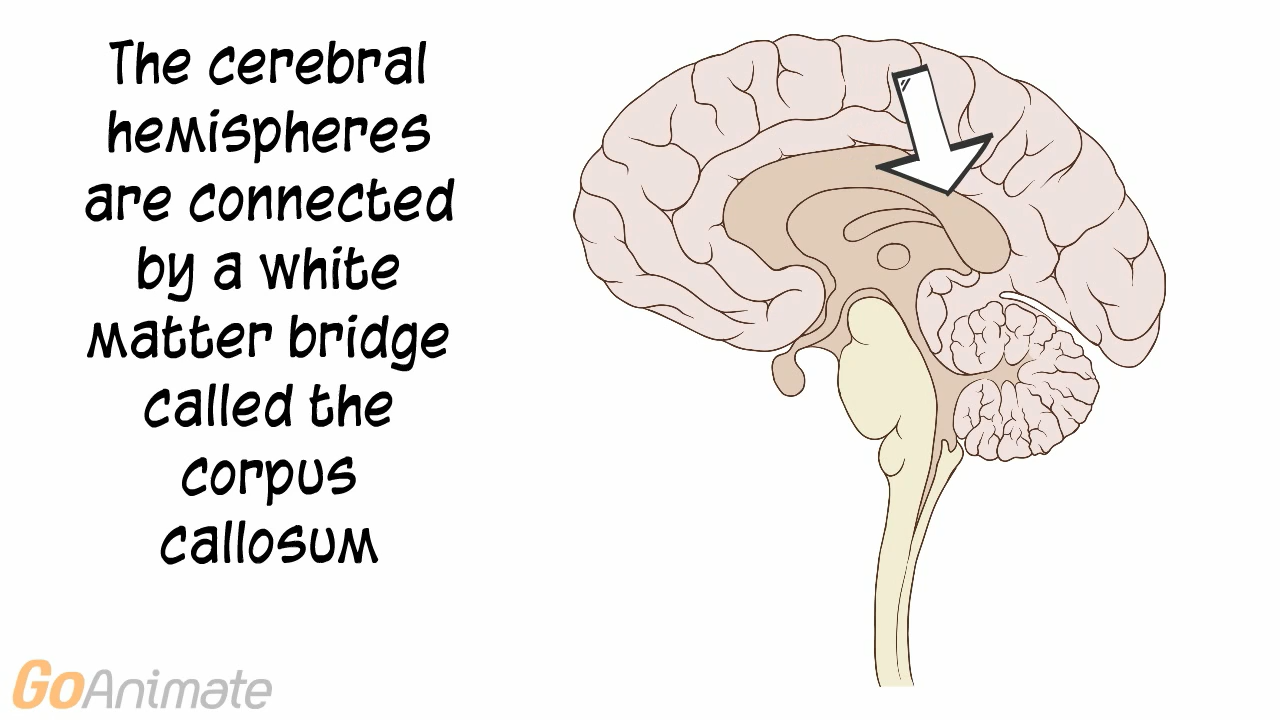 The cerebral
hemispheres
are connected
by a white
matter bridge
called the
corpus
callosum
GoAnimate